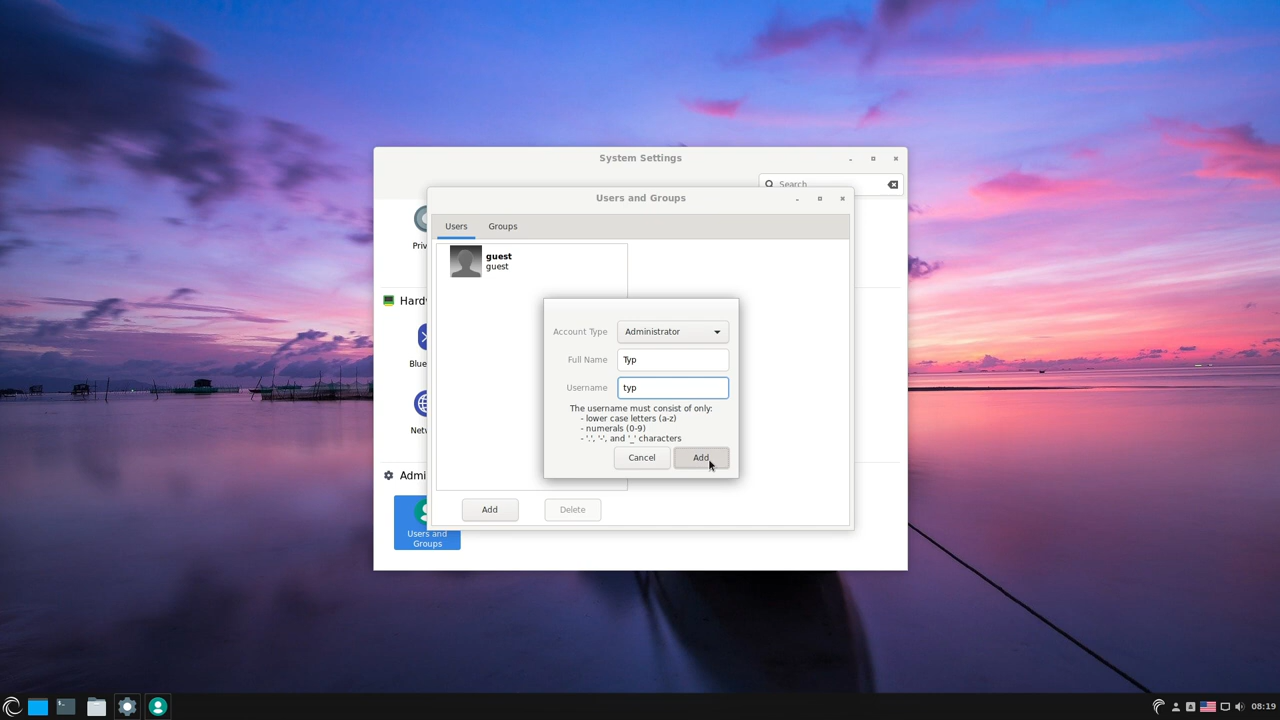 System Settings
Search
Users and Groups
Users
Groups
guest
guest
Priv
Hardw
Account Type
Administrator
Full Name
Typ
Blue
Username
typ
The username must consist of only:
- lower case letters (a-z)
- numerals (0-9)
- '.', '-', and '_' characters
Netw
Cancel
Add
Admi
Add
Delete
Users and
Groups
08:19